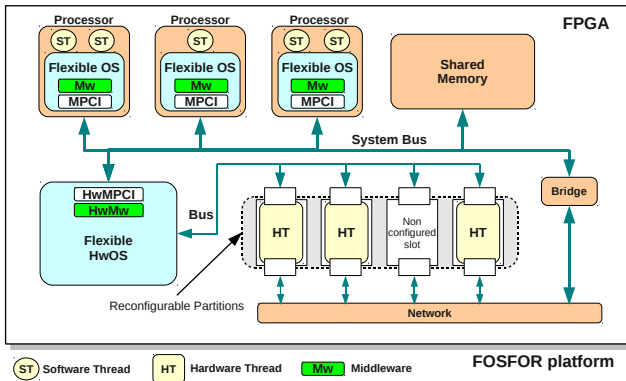 Processor
Processor
Processor
FPGA
ST
ST
ST
ST
ST
Flexible OS
Flexible OS
Flexible OS
Mw
Mw
Mw
MPCI
MPCI
MPCI
Shared
Memory
System Bus
HwMPCI
HwMw
Flexible
HwOS
Bus
Bridge
HT
HT
Non
configured
slot
HT
Reconfigurable Partitions
Network
ST
Software Thread
HT
Hardware Thread
Mw
Middleware
FOSFOR platform